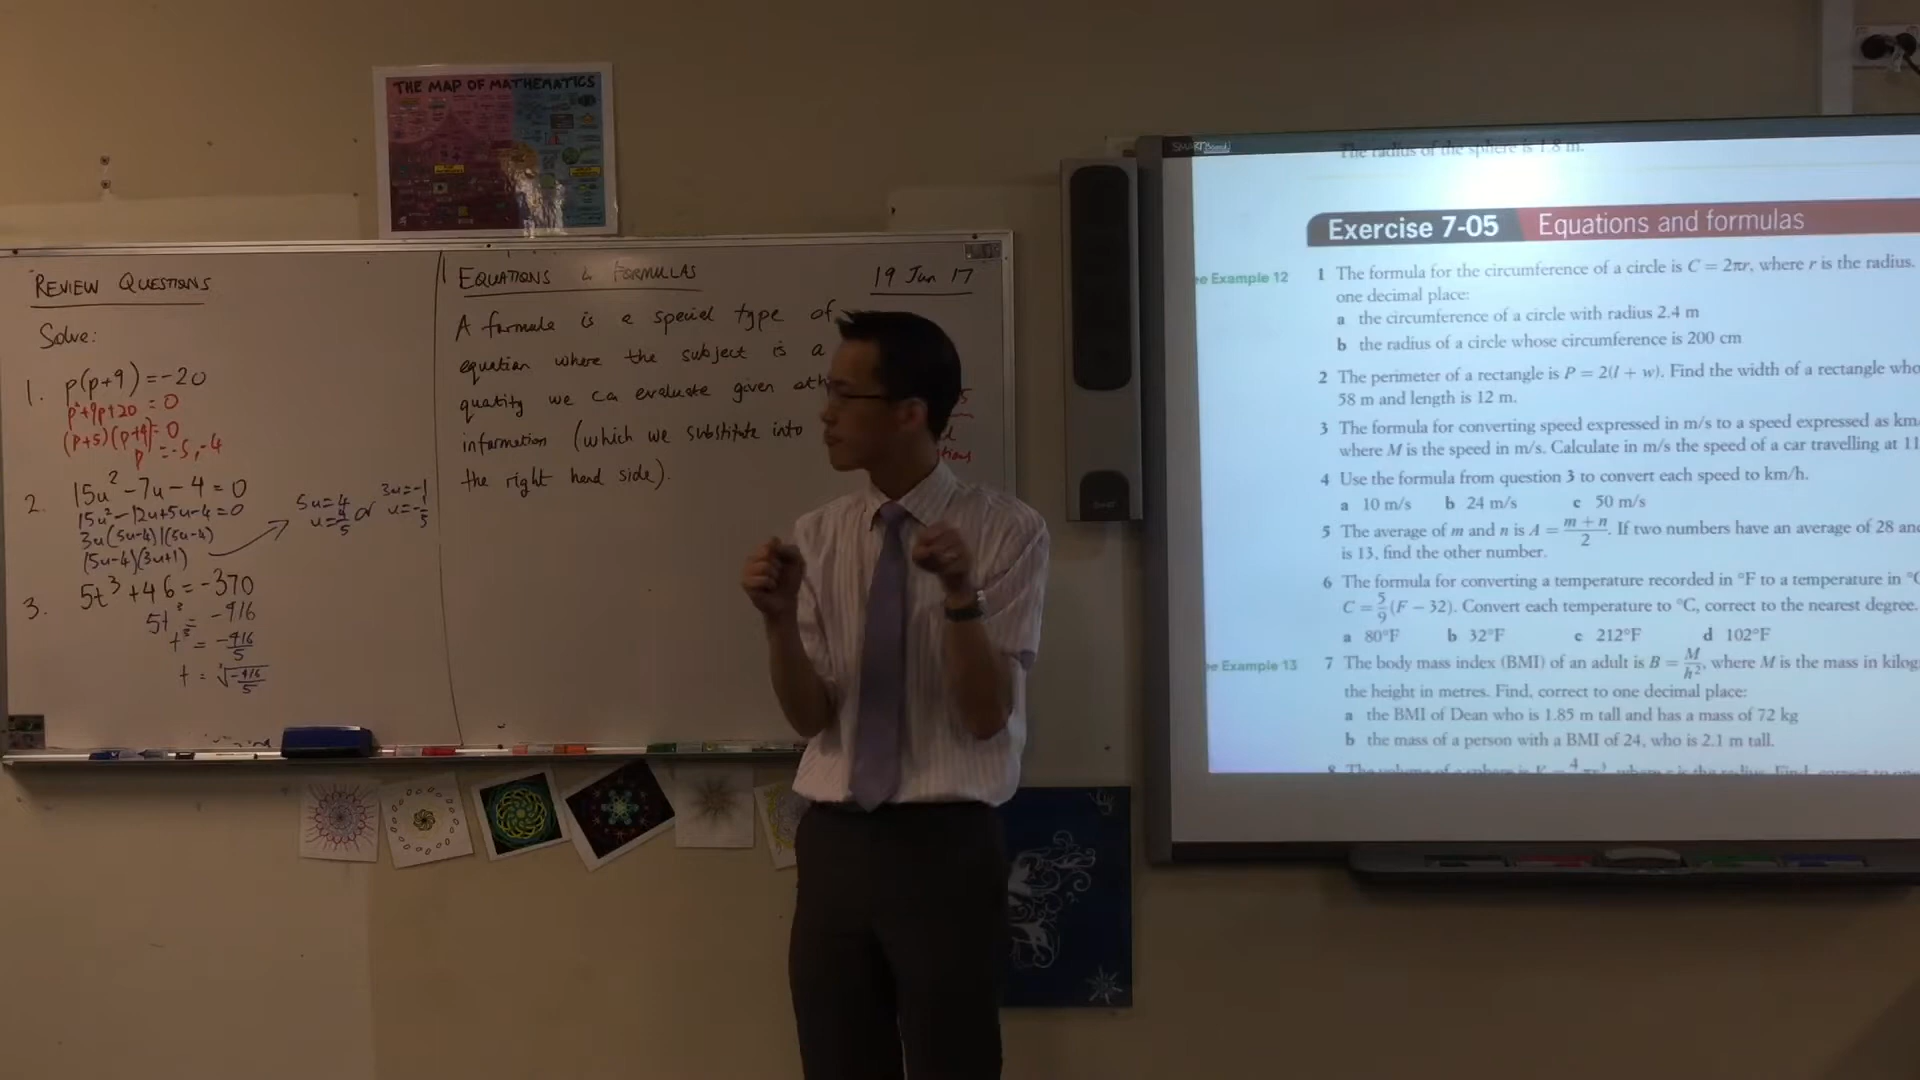 THE MAP OF MATHEMATICS
REVIEW QUESTIONS
Solve:
1. p(p+9) = -20
p²+9p+20 = 0
(p+5)(p+4) = 0
p = -5, -4
2. 15u² - 7u - 4 = 0
15u² - 12u + 5u - 4 = 0
3u(5u-4)1(5u-4)
(5u-4)(3u+1)
5u = 4 or 3u = -1
u = 4/5 u = -1/5
3. 5t³ + 46 = -370
5t³ = -416
t³ = -416/5
t = ∛(-416/5)
EQUATIONS & FORMULAS
19 Jun 17
A formula is a special type of
equation where the subject is a
quatity we can evaluate given oth
information (which we substitute into
the right hand side).
SMART Board
The radius of the sphere is 1.8 m.
Exercise 7-05 Equations and formulas
e Example 12
1 The formula for the circumference of a circle is C = 2πr, where r is the radius.
one decimal place:
a the circumference of a circle with radius 2.4 m
b the radius of a circle whose circumference is 200 cm
2 The perimeter of a rectangle is P = 2(l + w). Find the width of a rectangle who
58 m and length is 12 m.
3 The formula for converting speed expressed in m/s to a speed expressed as km
where M is the speed in m/s. Calculate in m/s the speed of a car travelling at 11
4 Use the formula from question 3 to convert each speed to km/h.
a 10 m/s b 24 m/s c 50 m/s
5 The average of m and n is A = (m + n)/2. If two numbers have an average of 28 and
is 13, find the other number.
6 The formula for converting a temperature recorded in °F to a temperature in °C
C = 5/9 (F − 32). Convert each temperature to °C, correct to the nearest degree.
a 80°F b 32°F c 212°F d 102°F
e Example 13
7 The body mass index (BMI) of an adult is B = M/h², where M is the mass in kilog
the height in metres. Find, correct to one decimal place:
a the BMI of Dean who is 1.85 m tall and has a mass of 72 kg
b the mass of a person with a BMI of 24, who is 2.1 m tall.